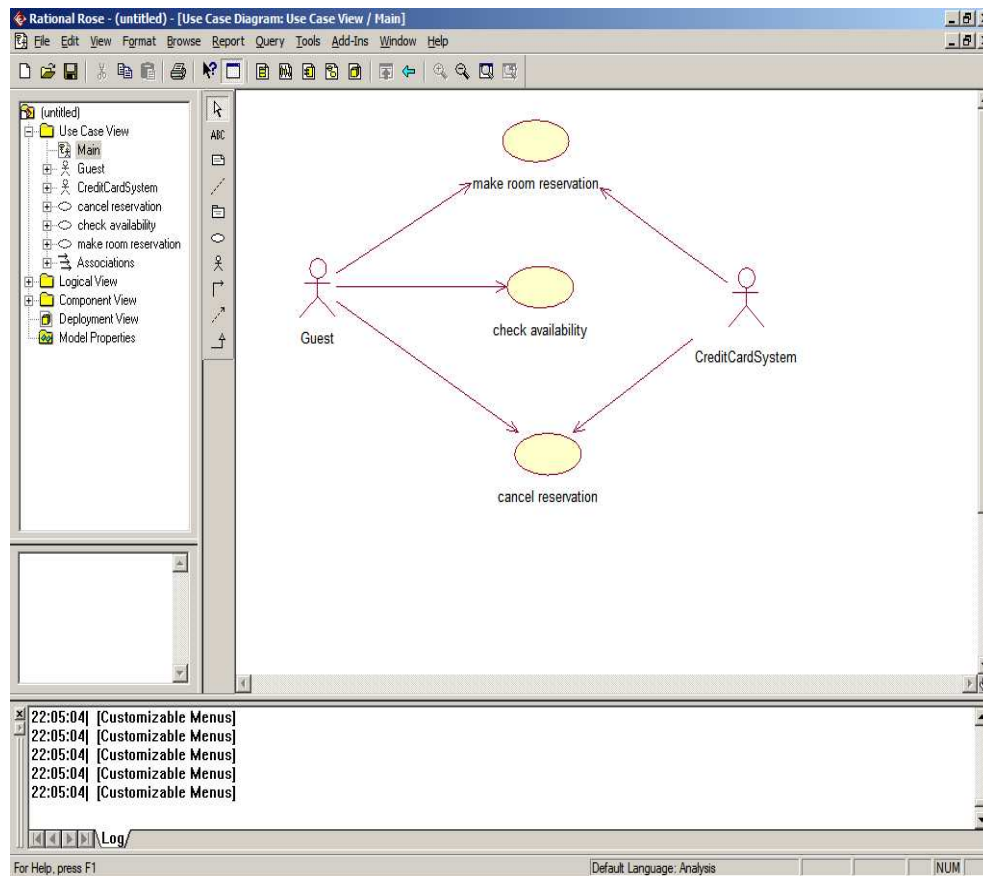 Rational Rose - (untitled) - [Use Case Diagram: Use Case View / Main]
File Edit View Format Browse Report Query Tools Add-Ins Window Help
(untitled)
Use Case View
Main
Guest
CreditCardSystem
cancel reservation
check availability
make room reservation
Associations
Logical View
Component View
Deployment View
Model Properties
ABC
make room reservation
Guest
check availability
CreditCardSystem
cancel reservation
22:05:04| [Customizable Menus]
22:05:04| [Customizable Menus]
22:05:04| [Customizable Menus]
22:05:04| [Customizable Menus]
22:05:04| [Customizable Menus]
Log
For Help, press F1
Default Language: Analysis
NUM